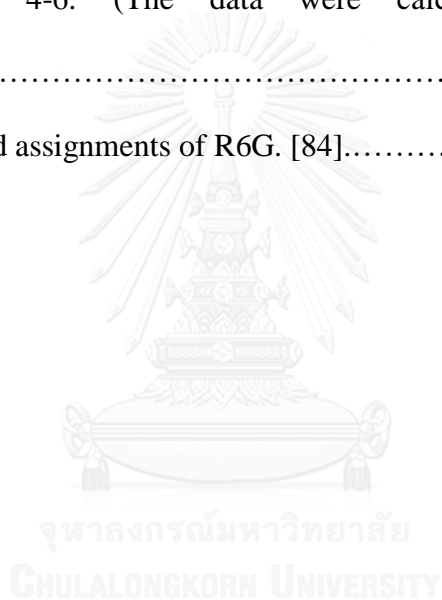 4-6. (The data were calc
……………………………………
d assignments of R6G. [84]………
จุฬาลงกรณ์มหาวิทยาลัย
CHULALONGKORN UNIVERSITY